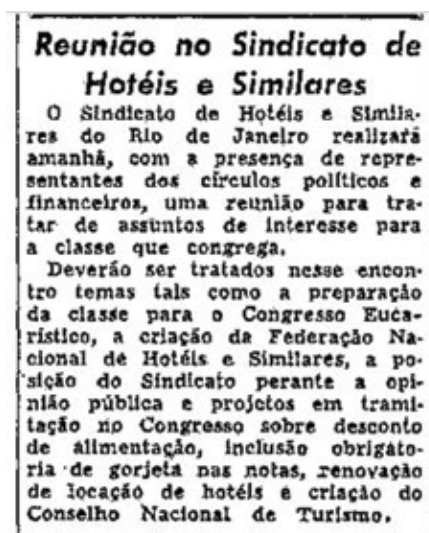 Reunião no Sindicato de
Hotéis e Similares
O Sindicato de Hotéis e Simila-
res do Rio de Janeiro realizará
amanhã, com a presença de repre-
sentantes dos círculos políticos e
financeiros, uma reunião para tra-
tar de assuntos de interesse para
a classe que congrega.
Deverão ser tratados nesse encon-
tro temas tals como a preparação
da classe para o Congresso Euca-
rístico, a criação da Federação Na-
cional de Hotéis e Similares, a po-
sição do Sindicato perante a opi-
nião pública e projetos em trami-
tação no Congresso sobre desconto
de alimentação, inclusão obrigató-
ria de gorjeta nas notas, renovação
de locação de hotéis e criação do
Conselho Nacional de Turismo.